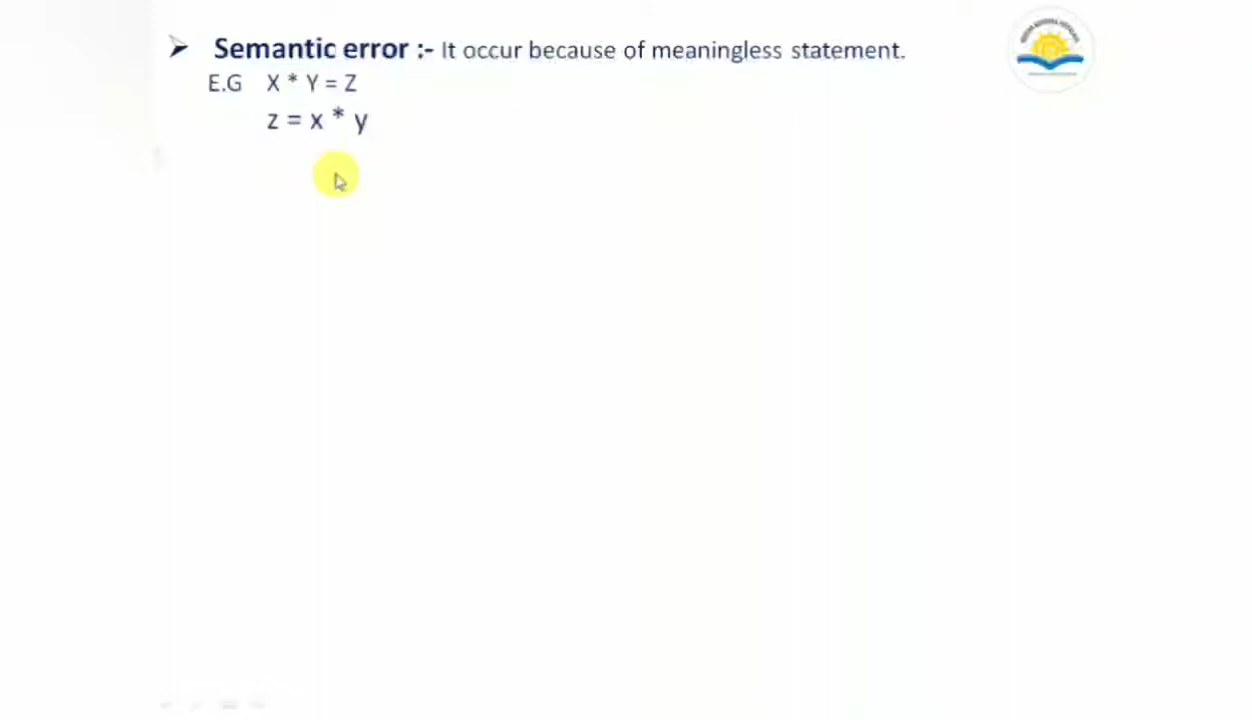 ➢ Semantic error :- It occur because of meaningless statement.
E.G X * Y = Z
z = x * y